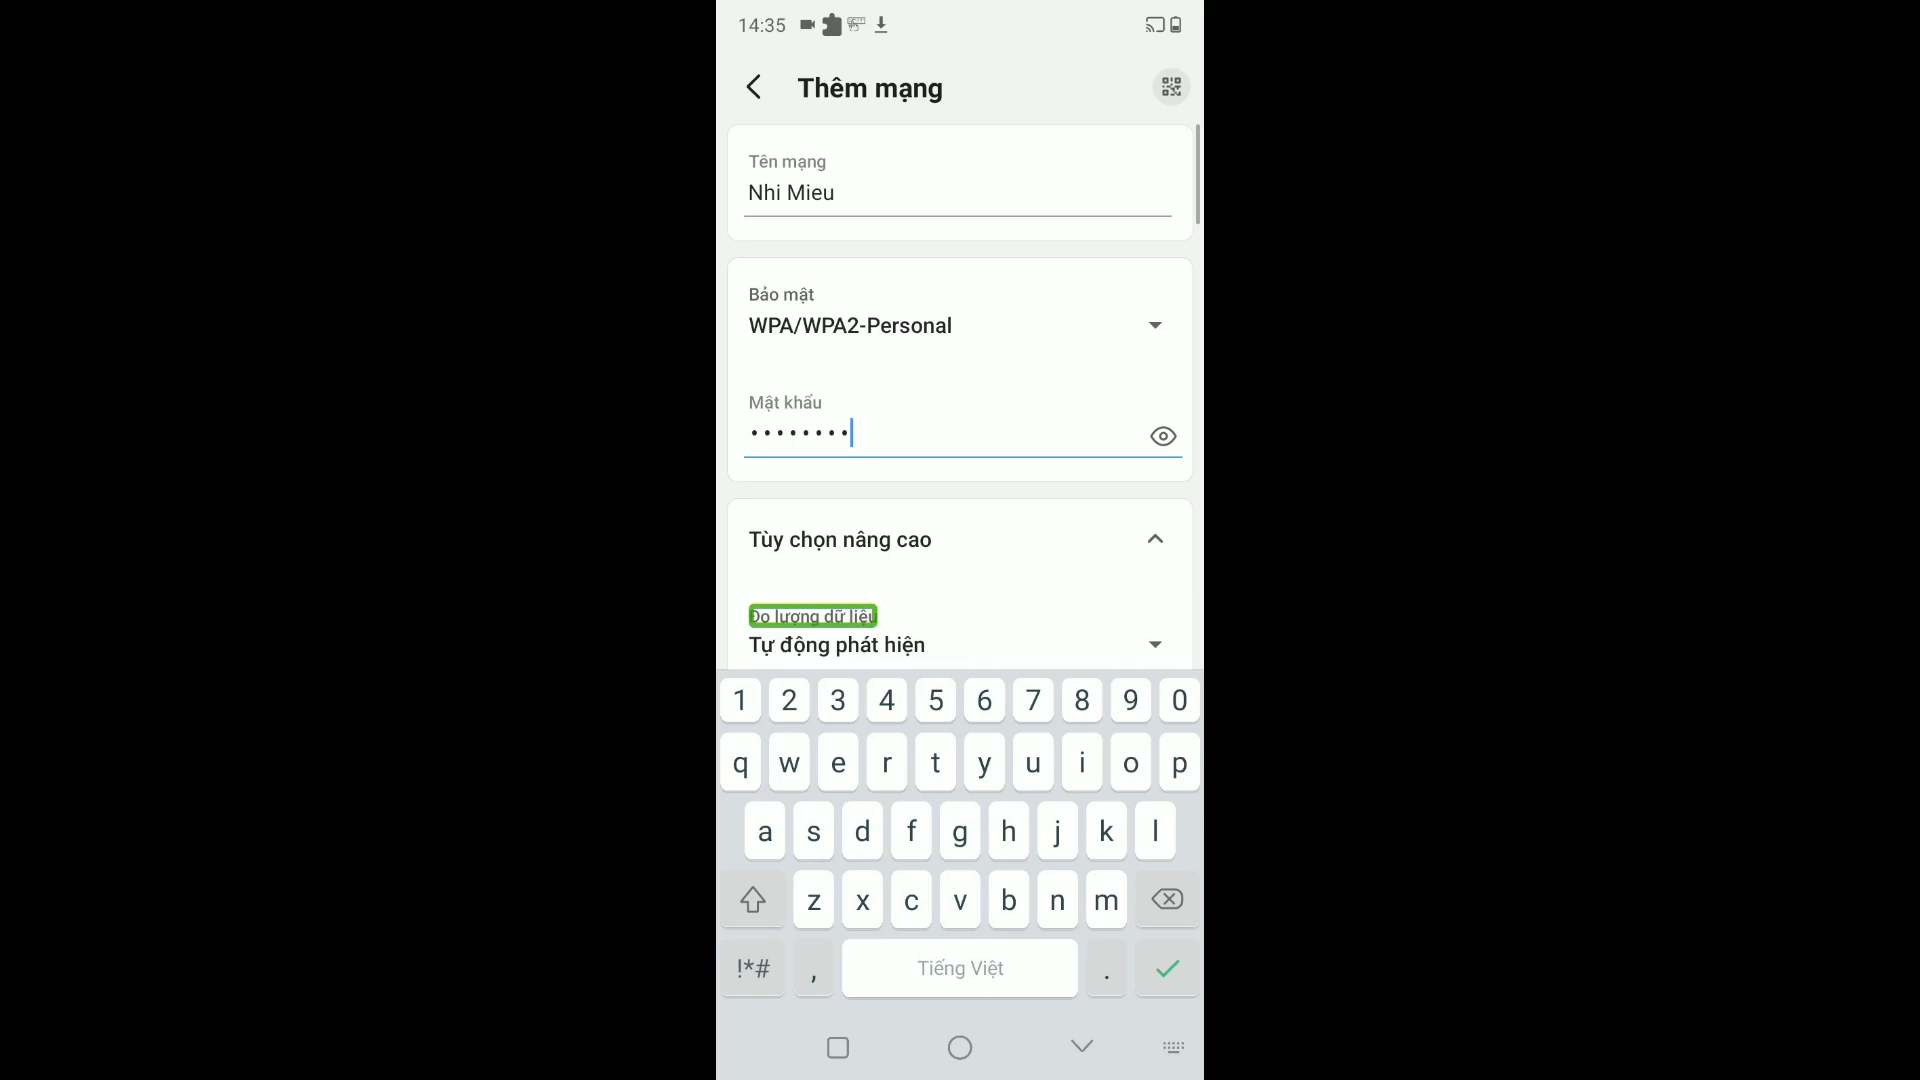 14:35
Thêm mạng
Tên mạng
Nhi Mieu
Bảo mật
WPA/WPA2-Personal
Mật khẩu
••••••••
Tùy chọn nâng cao
Đo lượng dữ liệu
Tự động phát hiện
1 2 3 4 5 6 7 8 9 0
q w e r t y u i o p
a s d f g h j k l
z x c v b n m
!*# , Tiếng Việt .